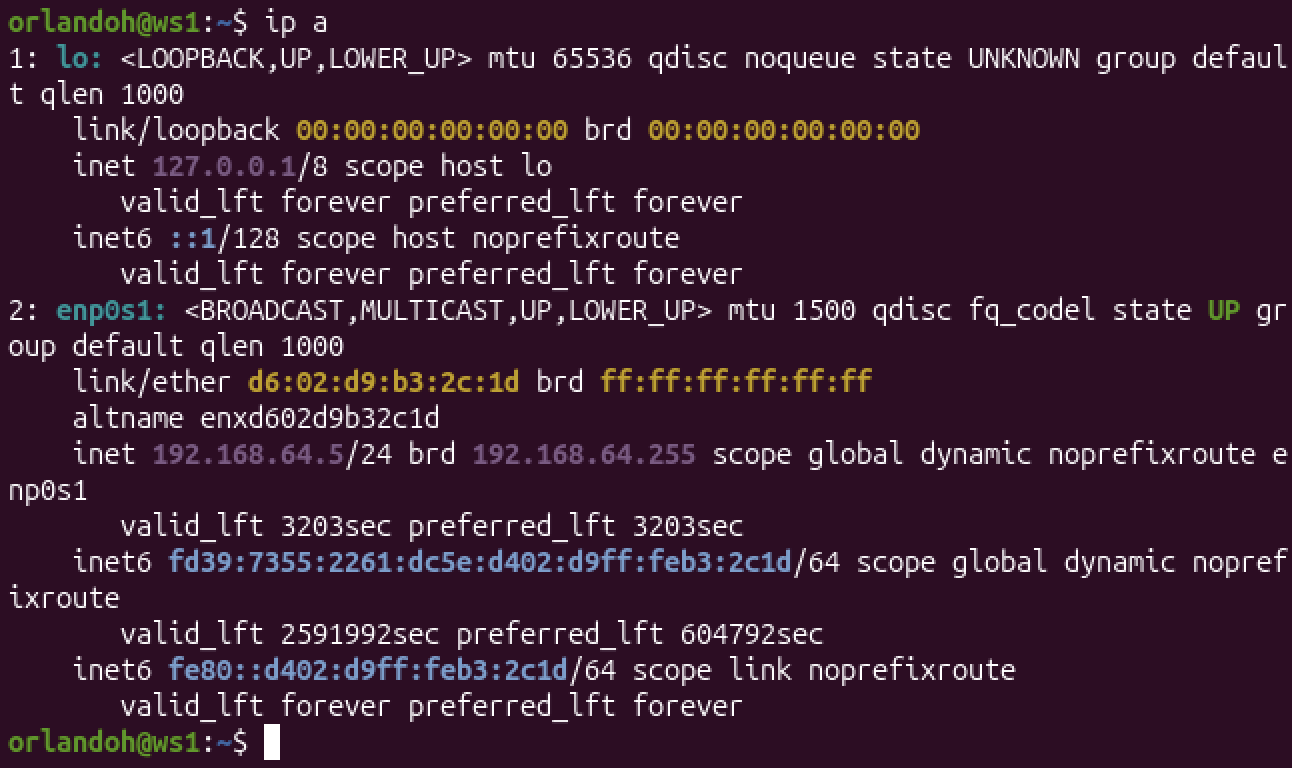 orlandoh@ws1:~$ ip a
1: lo: <LOOPBACK,UP,LOWER_UP> mtu 65536 qdisc noqueue state UNKNOWN group defaul
t qlen 1000
    link/loopback 00:00:00:00:00:00 brd 00:00:00:00:00:00
    inet 127.0.0.1/8 scope host lo
       valid_lft forever preferred_lft forever
    inet6 ::1/128 scope host noprefixroute
       valid_lft forever preferred_lft forever
2: enp0s1: <BROADCAST,MULTICAST,UP,LOWER_UP> mtu 1500 qdisc fq_codel state UP gr
oup default qlen 1000
    link/ether d6:02:d9:b3:2c:1d brd ff:ff:ff:ff:ff:ff
    altname enxd602d9b32c1d
    inet 192.168.64.5/24 brd 192.168.64.255 scope global dynamic noprefixroute e
np0s1
       valid_lft 3203sec preferred_lft 3203sec
    inet6 fd39:7355:2261:dc5e:d402:d9ff:feb3:2c1d/64 scope global dynamic nopref
ixroute
       valid_lft 2591992sec preferred_lft 604792sec
    inet6 fe80::d402:d9ff:feb3:2c1d/64 scope link noprefixroute
       valid_lft forever preferred_lft forever
orlandoh@ws1:~$